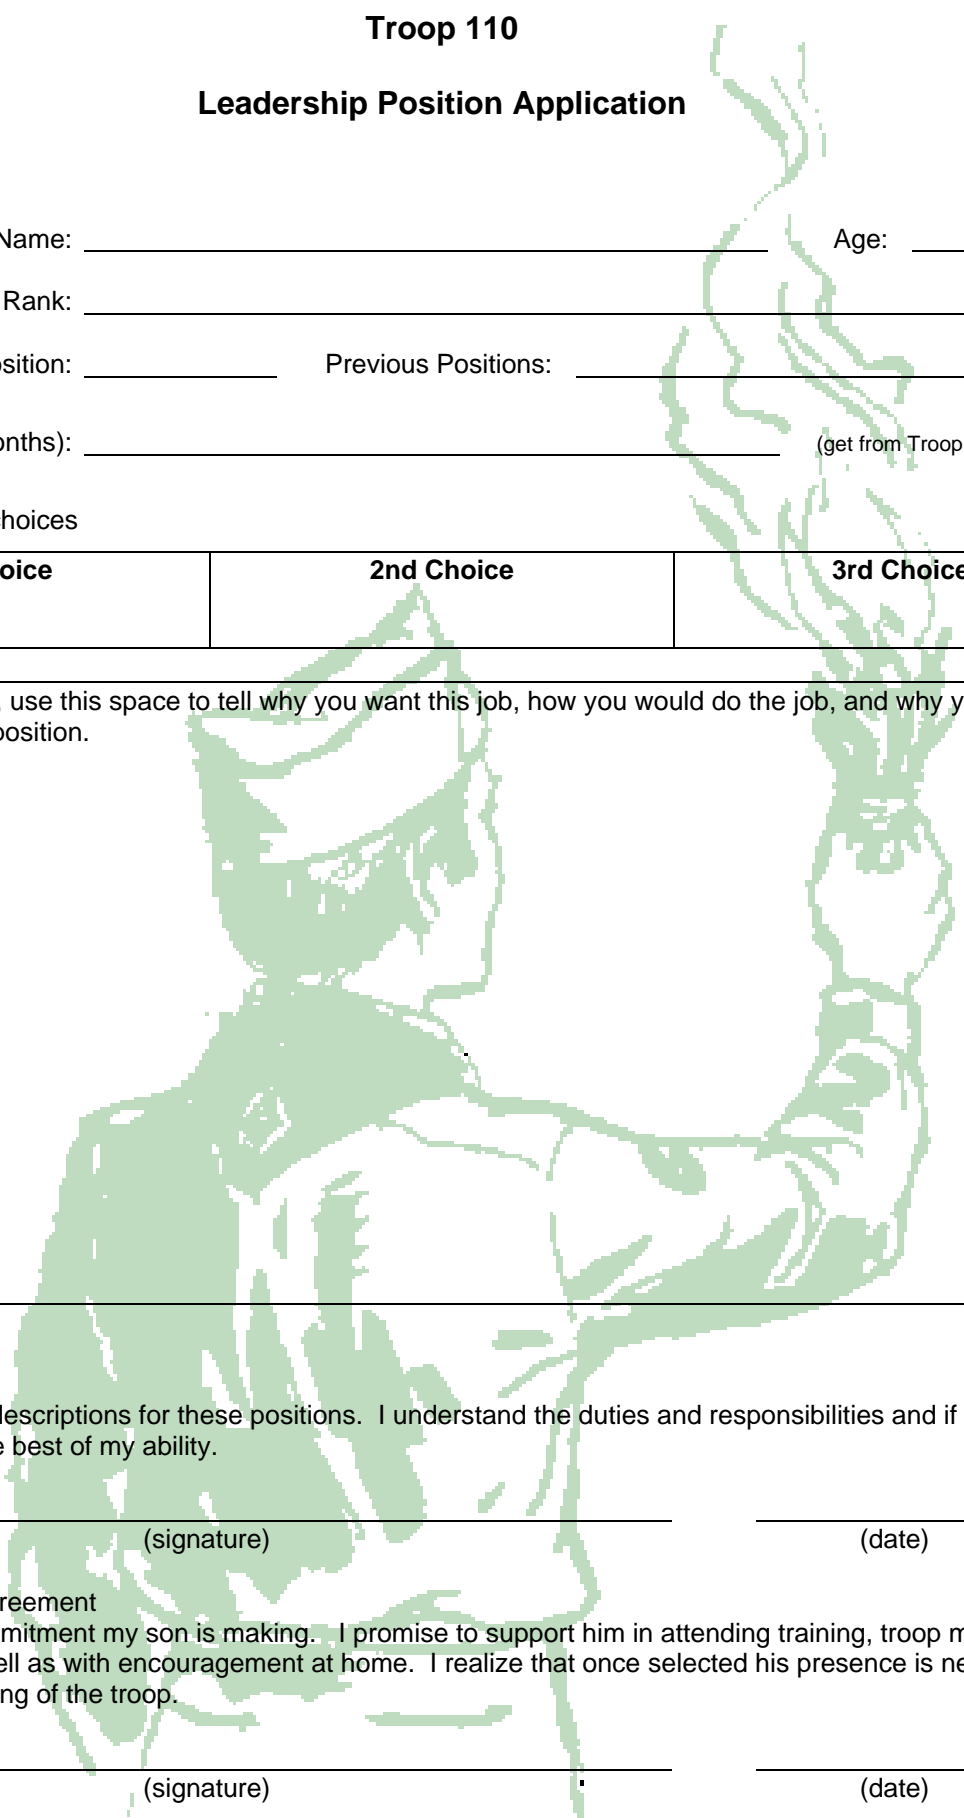 Troop 110
Leadership Position Application
Name: Age:
Rank:
osition: Previous Positions:
onths): (get from Troop
hoices
oice 2nd Choice 3rd Choice
, use this space to tell why you want this job, how you would do the job, and why y
position.
descriptions for these positions. I understand the duties and responsibilities and if
e best of my ability.
(signature) (date)
reement
mitment my son is making. I promise to support him in attending training, troop m
ell as with encouragement at home. I realize that once selected his presence is ne
ng of the troop.
(signature) (date)